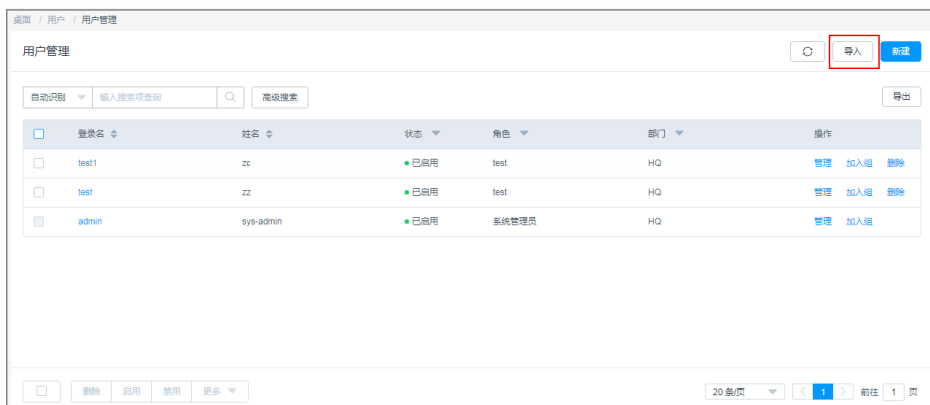 桌面 / 用户 / 用户管理
用户管理 导入 新建
自动识别 输入搜索项查询 高级搜索 导出
登录名 姓名 状态 角色 部门 操作
test1 zc 已启用 test HQ 管理 加入组 删除
test zz 已启用 test HQ 管理 加入组 删除
admin sys-admin 已启用 系统管理员 HQ 管理 加入组
删除 启用 禁用 更多 20 条/页 1 前往 1 页